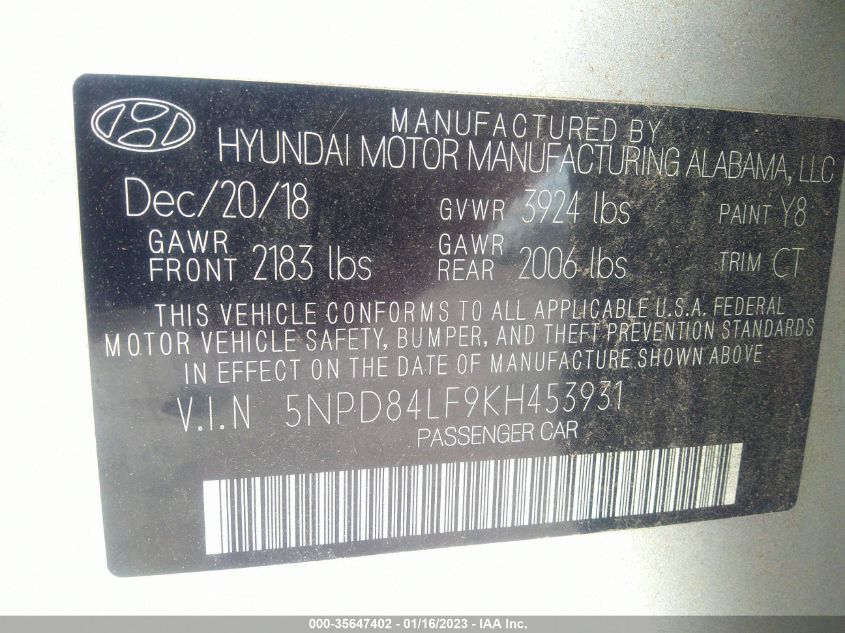 MANUFACTURED BY
HYUNDAI MOTOR MANUFACTURING ALABAMA, LLC
Dec/20/18 GVWR 3924 lbs PAINT Y8
GAWR FRONT 2183 lbs GAWR REAR 2006 lbs TRIM CT
THIS VEHICLE CONFORMS TO ALL APPLICABLE U.S.A. FEDERAL
MOTOR VEHICLE SAFETY, BUMPER, AND THEFT PREVENTION STANDARDS
IN EFFECT ON THE DATE OF MANUFACTURE SHOWN ABOVE
V.I.N 5NPD84LF9KH453931
PASSENGER CAR
000-35647402 - 01/16/2023 - IAA Inc.